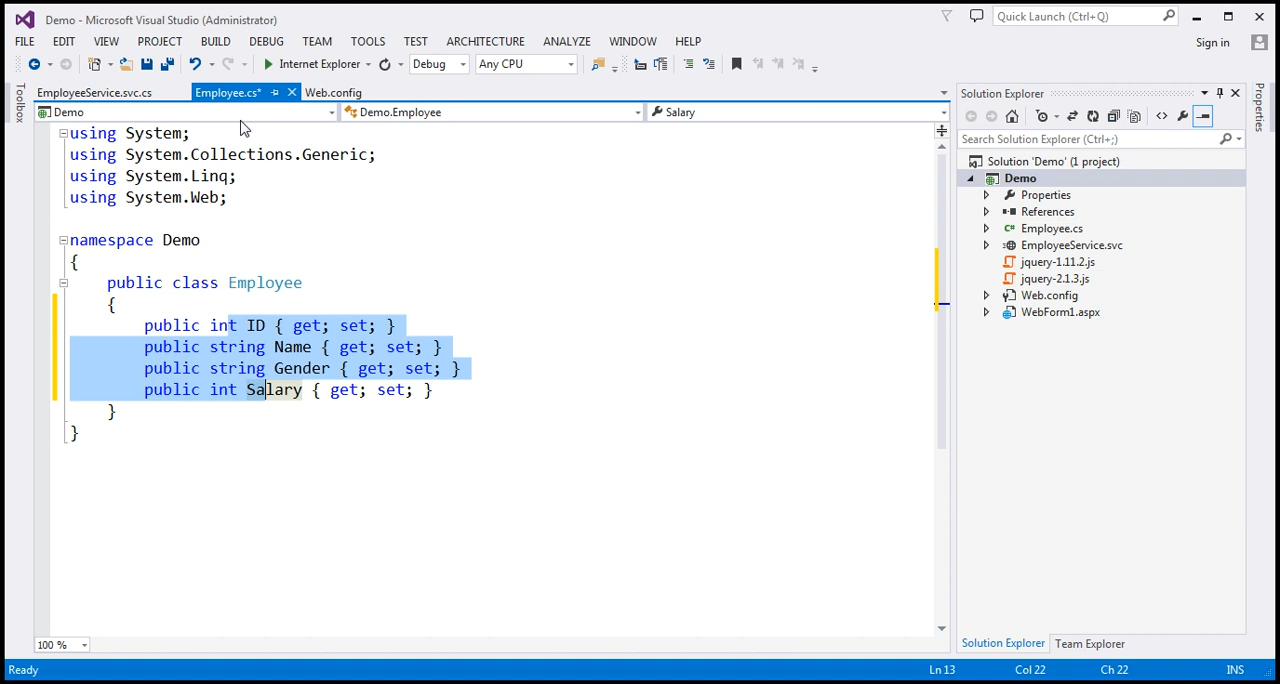 Demo - Microsoft Visual Studio (Administrator)
Quick Launch (Ctrl+Q)
FILE EDIT VIEW PROJECT BUILD DEBUG TEAM TOOLS TEST ARCHITECTURE ANALYZE WINDOW HELP
Sign in
Internet Explorer Debug Any CPU
Toolbox
EmployeeService.svc.cs Employee.cs* Web.config
Demo Demo.Employee Salary
using System;
using System.Collections.Generic;
using System.Linq;
using System.Web;
namespace Demo
{
public class Employee
{
public int ID { get; set; }
public string Name { get; set; }
public string Gender { get; set; }
public int Salary { get; set; }
}
}
100 %
Solution Explorer
Search Solution Explorer (Ctrl+;)
Solution 'Demo' (1 project)
Demo
Properties
References
Employee.cs
EmployeeService.svc
jquery-1.11.2.js
jquery-2.1.3.js
Web.config
WebForm1.aspx
Solution Explorer Team Explorer
Properties
Ready Ln 13 Col 22 Ch 22 INS